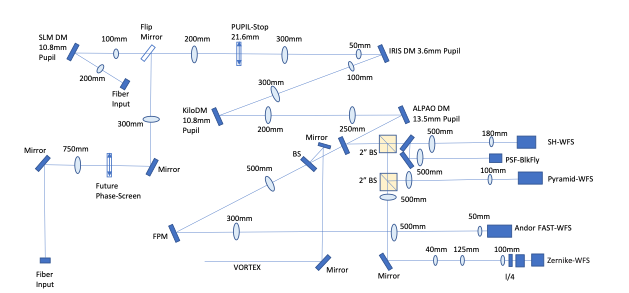 SLM DM
10.8mm
Pupil
100mm
Flip
Mirror
200mm
PUPIL-Stop
21.6mm
300mm
50mm
IRIS DM 3.6mm Pupil
100mm
200mm
Fiber
Input
300mm
KiloDM
10.8mm
Pupil
200mm
ALPAO DM
13.5mm Pupil
250mm
300mm
Mirror
750mm
Future
Phase-Screen
Mirror
Mirror
BS
2" BS
500mm
180mm
SH-WFS
PSF-BlkFly
2" BS
500mm
100mm
Pyramid-WFS
500mm
500mm
FPM
300mm
500mm
50mm
Andor FAST-WFS
Fiber
Input
VORTEX
Mirror
Mirror
40mm
125mm
100mm
I/4
Zernike-WFS